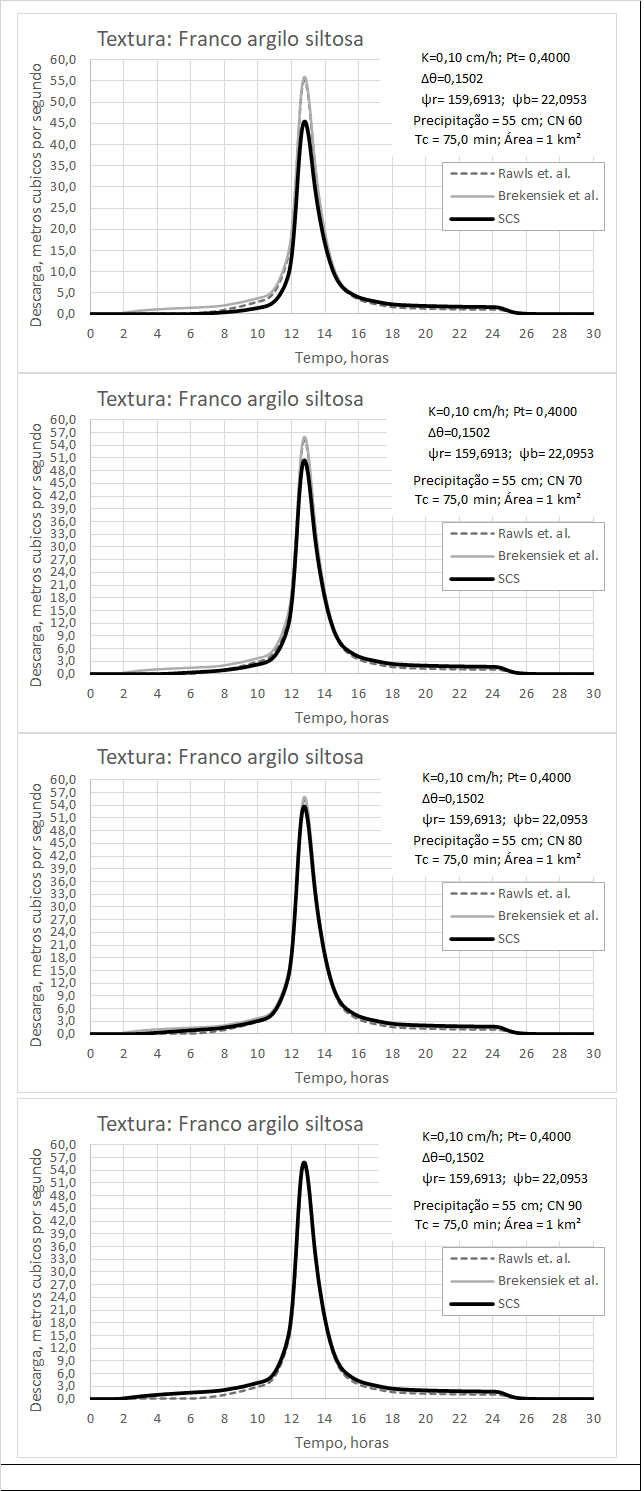 Textura: Franco argilo siltosa
K=0,10 cm/h; Pt= 0,4000
Δθ=0,1502
ψr= 159,6913; ψb= 22,0953
Precipitação = 55 cm; CN 60
Tc = 75,0 min; Área = 1 km²
Rawls et. al.
Brekensiek et al.
SCS
Descarga, metros cubicos por segundo
60,0
55,0
50,0
45,0
40,0
35,0
30,0
25,0
20,0
15,0
10,0
5,0
0,0
0 2 4 6 8 10 12 14 16 18 20 22 24 26 28 30
Tempo, horas
Textura: Franco argilo siltosa
K=0,10 cm/h; Pt= 0,4000
Δθ=0,1502
ψr= 159,6913; ψb= 22,0953
Precipitação = 55 cm; CN 70
Tc = 75,0 min; Área = 1 km²
Rawls et. al.
Brekensiek et al.
SCS
Descarga, metros cubicos por segundo
60,0
57,0
54,0
51,0
48,0
45,0
42,0
39,0
36,0
33,0
30,0
27,0
24,0
21,0
18,0
15,0
12,0
9,0
6,0
3,0
0,0
0 2 4 6 8 10 12 14 16 18 20 22 24 26 28 30
Tempo, horas
Textura: Franco argilo siltosa
K=0,10 cm/h; Pt= 0,4000
Δθ=0,1502
ψr= 159,6913; ψb= 22,0953
Precipitação = 55 cm; CN 80
Tc = 75,0 min; Área = 1 km²
Rawls et. al.
Brekensiek et al.
SCS
Descarga, metros cubicos por segundo
60,0
57,0
54,0
51,0
48,0
45,0
42,0
39,0
36,0
33,0
30,0
27,0
24,0
21,0
18,0
15,0
12,0
9,0
6,0
3,0
0,0
0 2 4 6 8 10 12 14 16 18 20 22 24 26 28 30
Tempo, horas
Textura: Franco argilo siltosa
K=0,10 cm/h; Pt= 0,4000
Δθ=0,1502
ψr= 159,6913; ψb= 22,0953
Precipitação = 55 cm; CN 90
Tc = 75,0 min; Área = 1 km²
Rawls et. al.
Brekensiek et al.
SCS
Descarga, metros cubicos por segundo
60,0
57,0
54,0
51,0
48,0
45,0
42,0
39,0
36,0
33,0
30,0
27,0
24,0
21,0
18,0
15,0
12,0
9,0
6,0
3,0
0,0
0 2 4 6 8 10 12 14 16 18 20 22 24 26 28 30
Tempo, horas